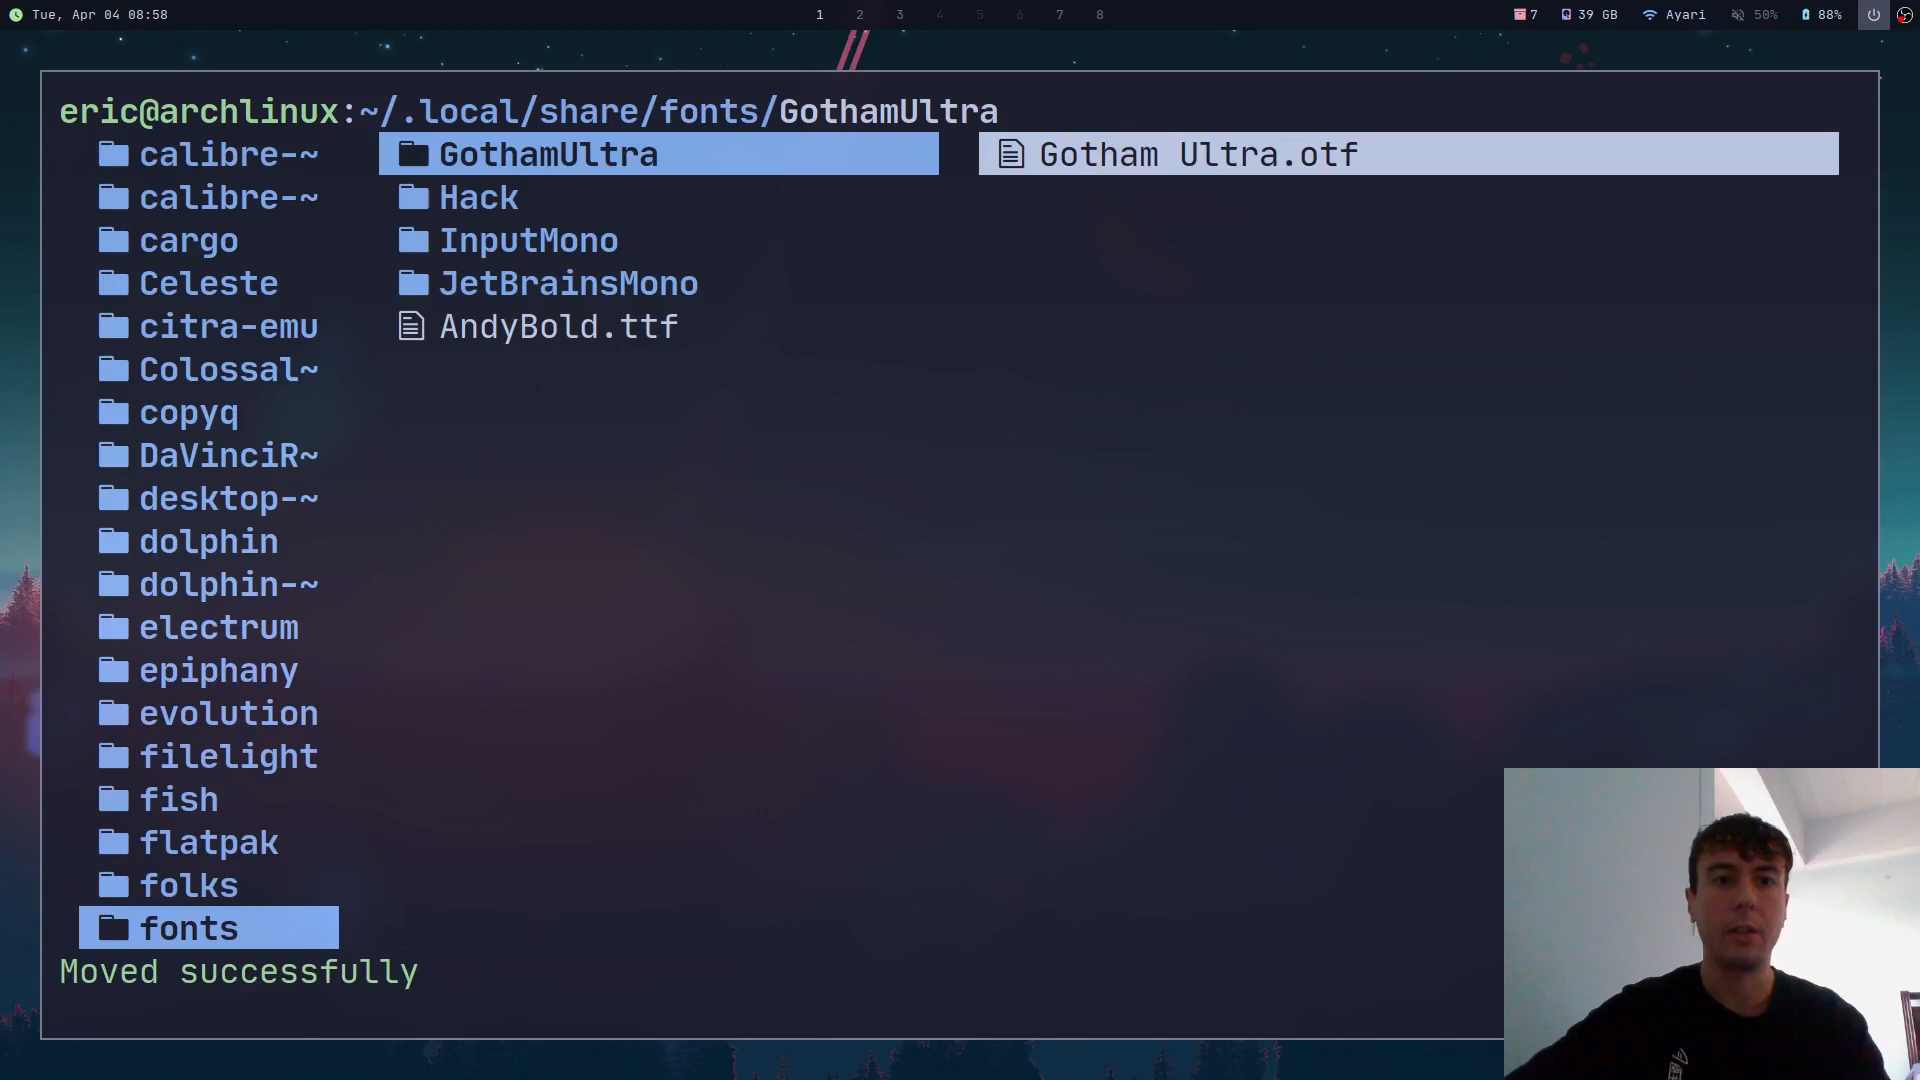 Tue, Apr 04 08:58 1 2 3 4 5 6 7 8 7 39 GB Ayari 50% 88%
eric@archlinux:~/.local/share/fonts/GothamUltra
calibre-~ GothamUltra Gotham Ultra.otf
calibre-~ Hack
cargo InputMono
Celeste JetBrainsMono
citra-emu AndyBold.ttf
Colossal~
copyq
DaVinciR~
desktop-~
dolphin
dolphin-~
electrum
epiphany
evolution
filelight
fish
flatpak
folks
fonts
Moved successfully